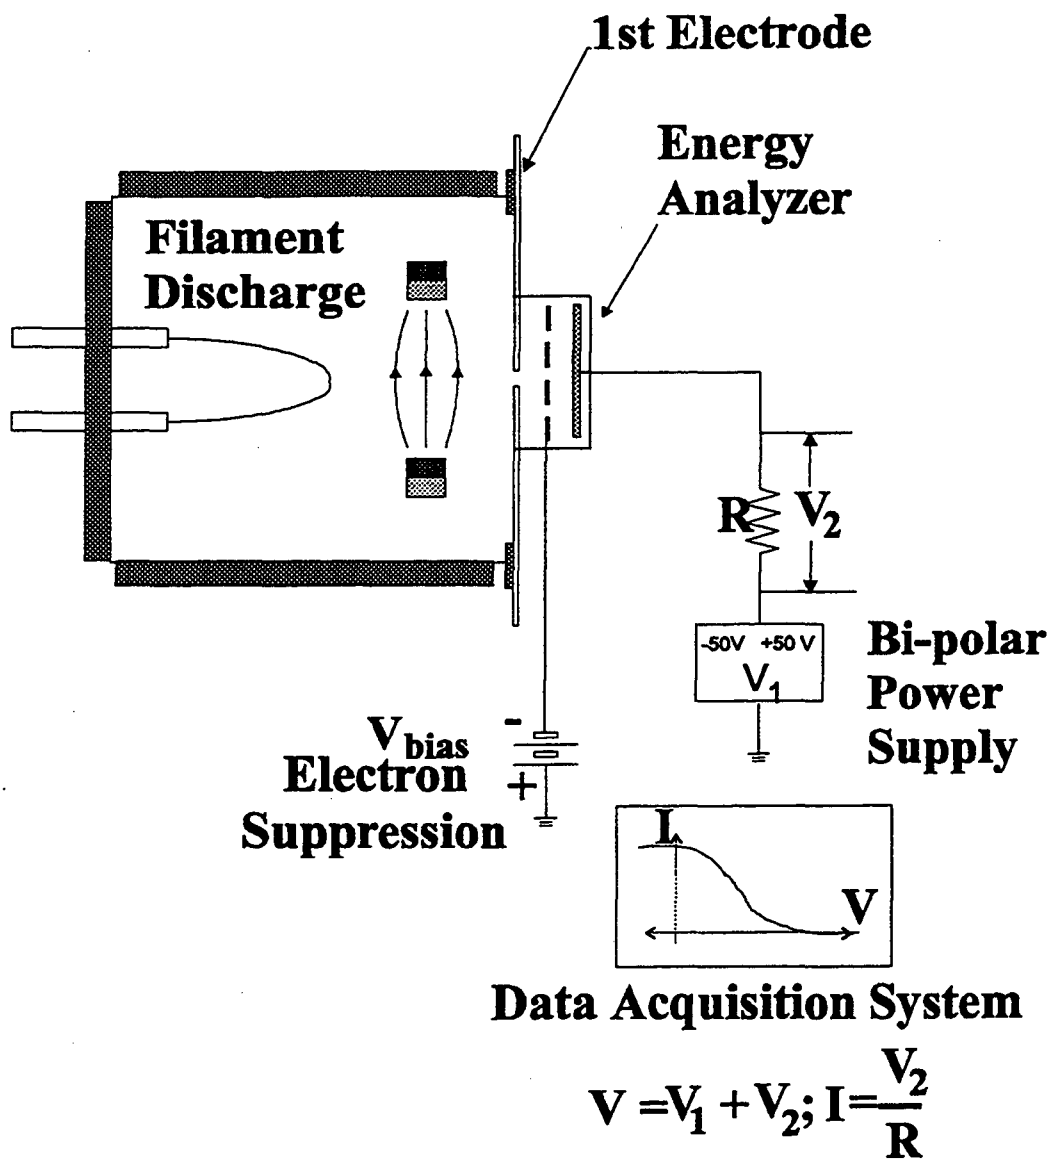 1st Electrode
Energy
Analyzer
Filament
Discharge
R
V2
-50V +50 V
V1
Bi-polar
Power
Supply
-
Vbias
+
Electron
Suppression
I
V
Data Acquisition System
V =V1 + V2; I=V2/R